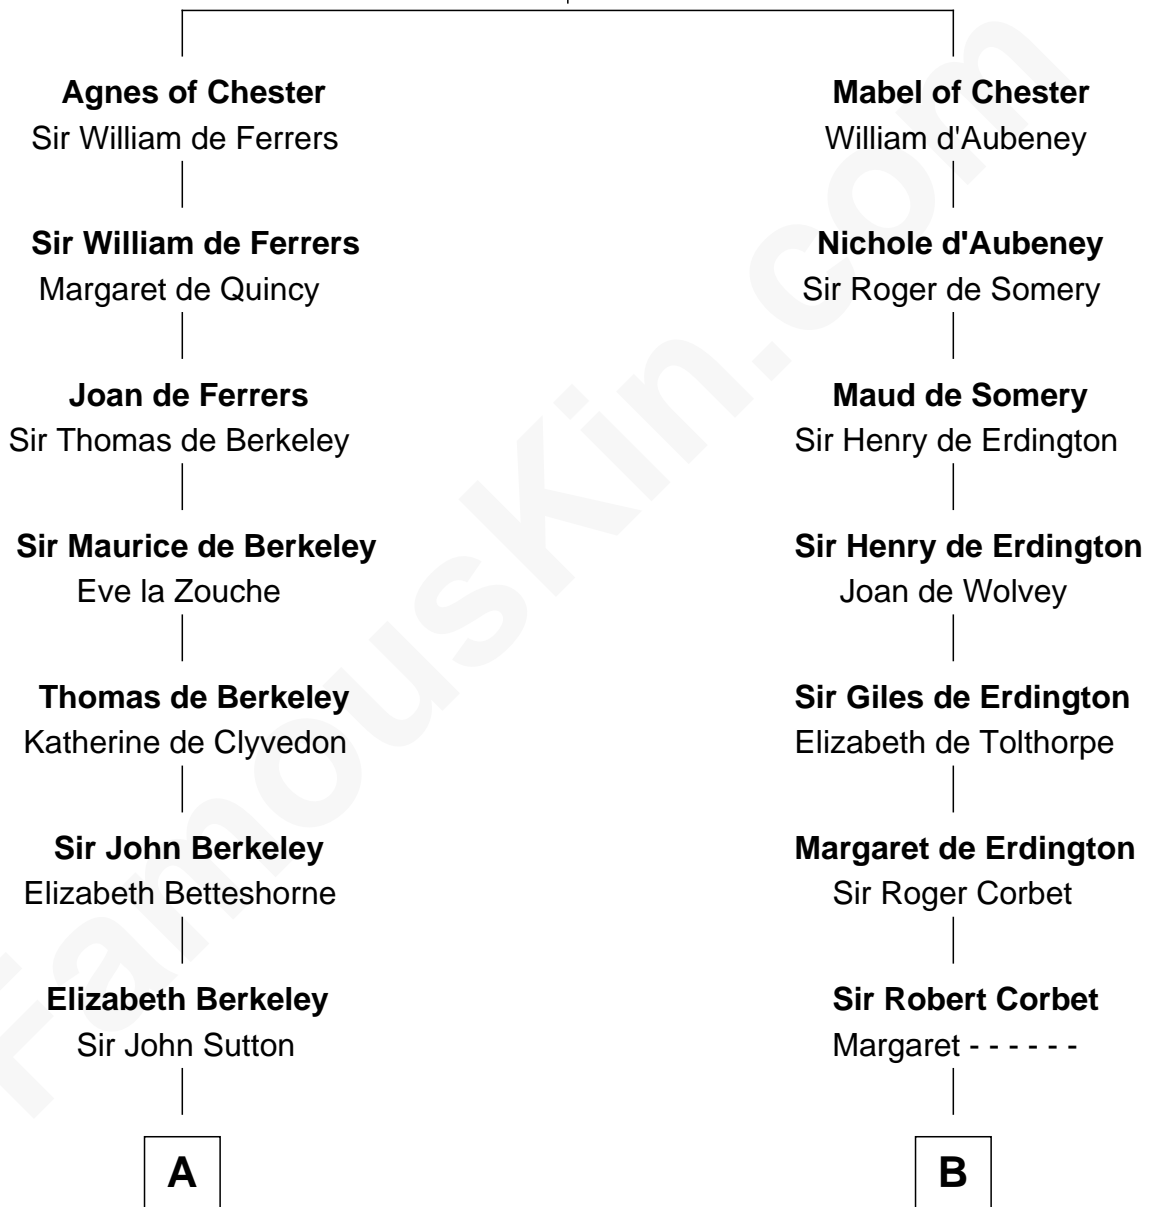 Agnes of Chester
Sir William de Ferrers
Sir William de Ferrers
Margaret de Quincy
Joan de Ferrers
Sir Thomas de Berkeley
Sir Maurice de Berkeley
Eve la Zouche
Thomas de Berkeley
Katherine de Clyvedon
Sir John Berkeley
Elizabeth Betteshorne
Elizabeth Berkeley
Sir John Sutton
A
Mabel of Chester
William d'Aubeney
Nichole d'Aubeney
Sir Roger de Somery
Maud de Somery
Sir Henry de Erdington
Sir Henry de Erdington
Joan de Wolvey
Sir Giles de Erdington
Elizabeth de Tolthorpe
Margaret de Erdington
Sir Roger Corbet
Sir Robert Corbet
Margaret - - - - - -
B
FamousKin.com